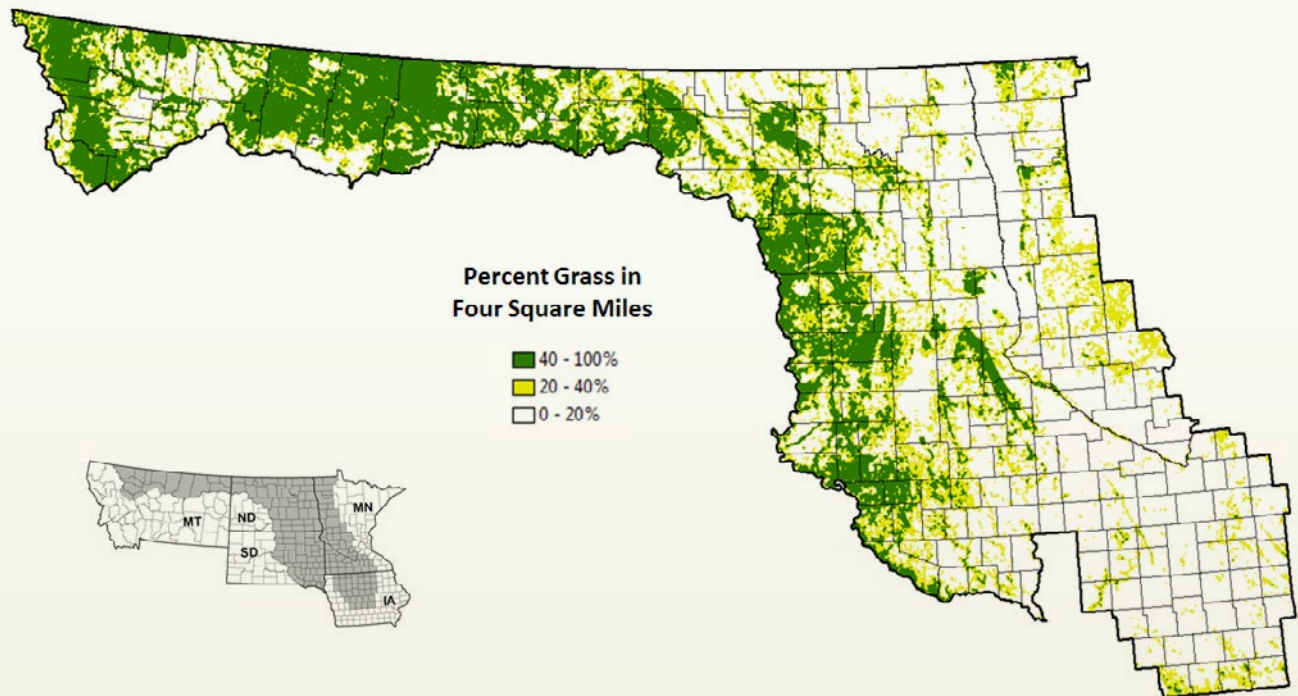 Percent Grass in
Four Square Miles
40 - 100%
20 - 40%
0 - 20%
MT
ND
MN
SD
IA